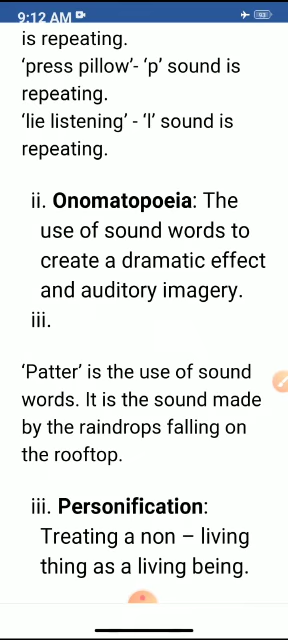 9:12 AM
93
is repeating.
‘press pillow’- ‘p’ sound is
repeating.
‘lie listening’ - ‘l’ sound is
repeating.
ii. Onomatopoeia: The
use of sound words to
create a dramatic effect
and auditory imagery.
iii.
‘Patter’ is the use of sound
words. It is the sound made
by the raindrops falling on
the rooftop.
iii. Personification:
Treating a non – living
thing as a living being.